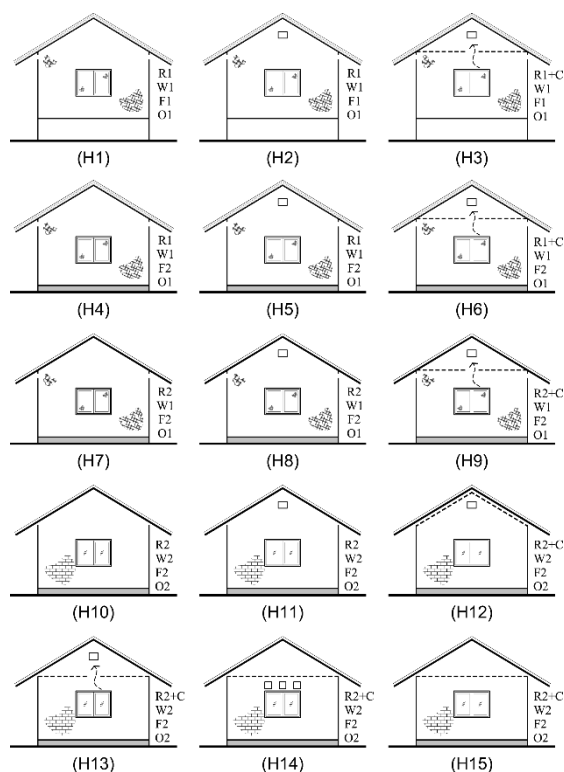 R1
W1
F1
O1
(H1)
R1
W1
F1
O1
(H2)
R1+C
W1
F1
O1
(H3)
R1
W1
F2
O1
(H4)
R1
W1
F2
O1
(H5)
R1+C
W1
F2
O1
(H6)
R2
W1
F2
O1
(H7)
R2
W1
F2
O1
(H8)
R2+C
W1
F2
O1
(H9)
R2
W2
F2
O2
(H10)
R2
W2
F2
O2
(H11)
R2+C
W2
F2
O2
(H12)
R2+C
W2
F2
O2
(H13)
R2+C
W2
F2
O2
(H14)
R2+C
W2
F2
O2
(H15)